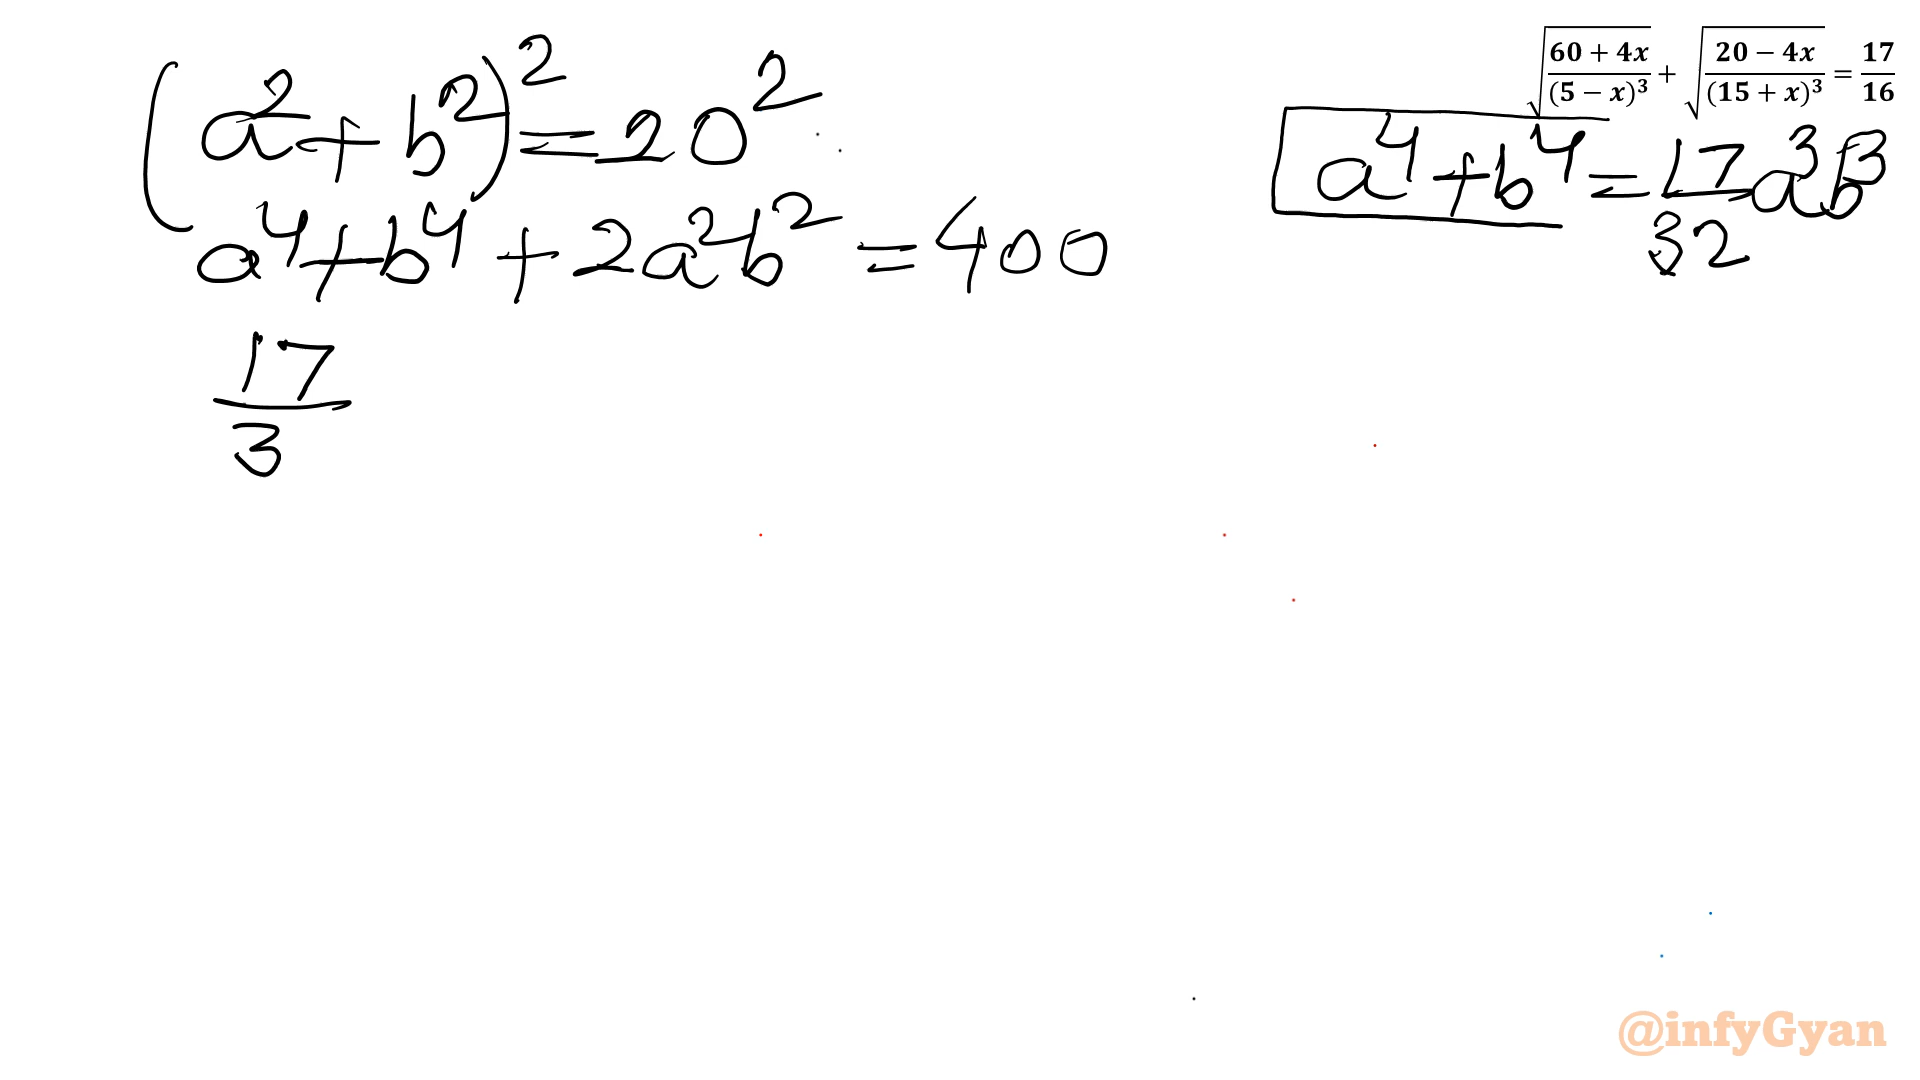 √((60 + 4x)/(5 − x)³) + √((20 − 4x)/(15 + x)³) = 17/16
(a² + b²)² = 20²
a⁴ + b⁴ = 17/32 a³b³
a⁴ + b⁴ + 2a²b² = 400
17/3
@infyGyan